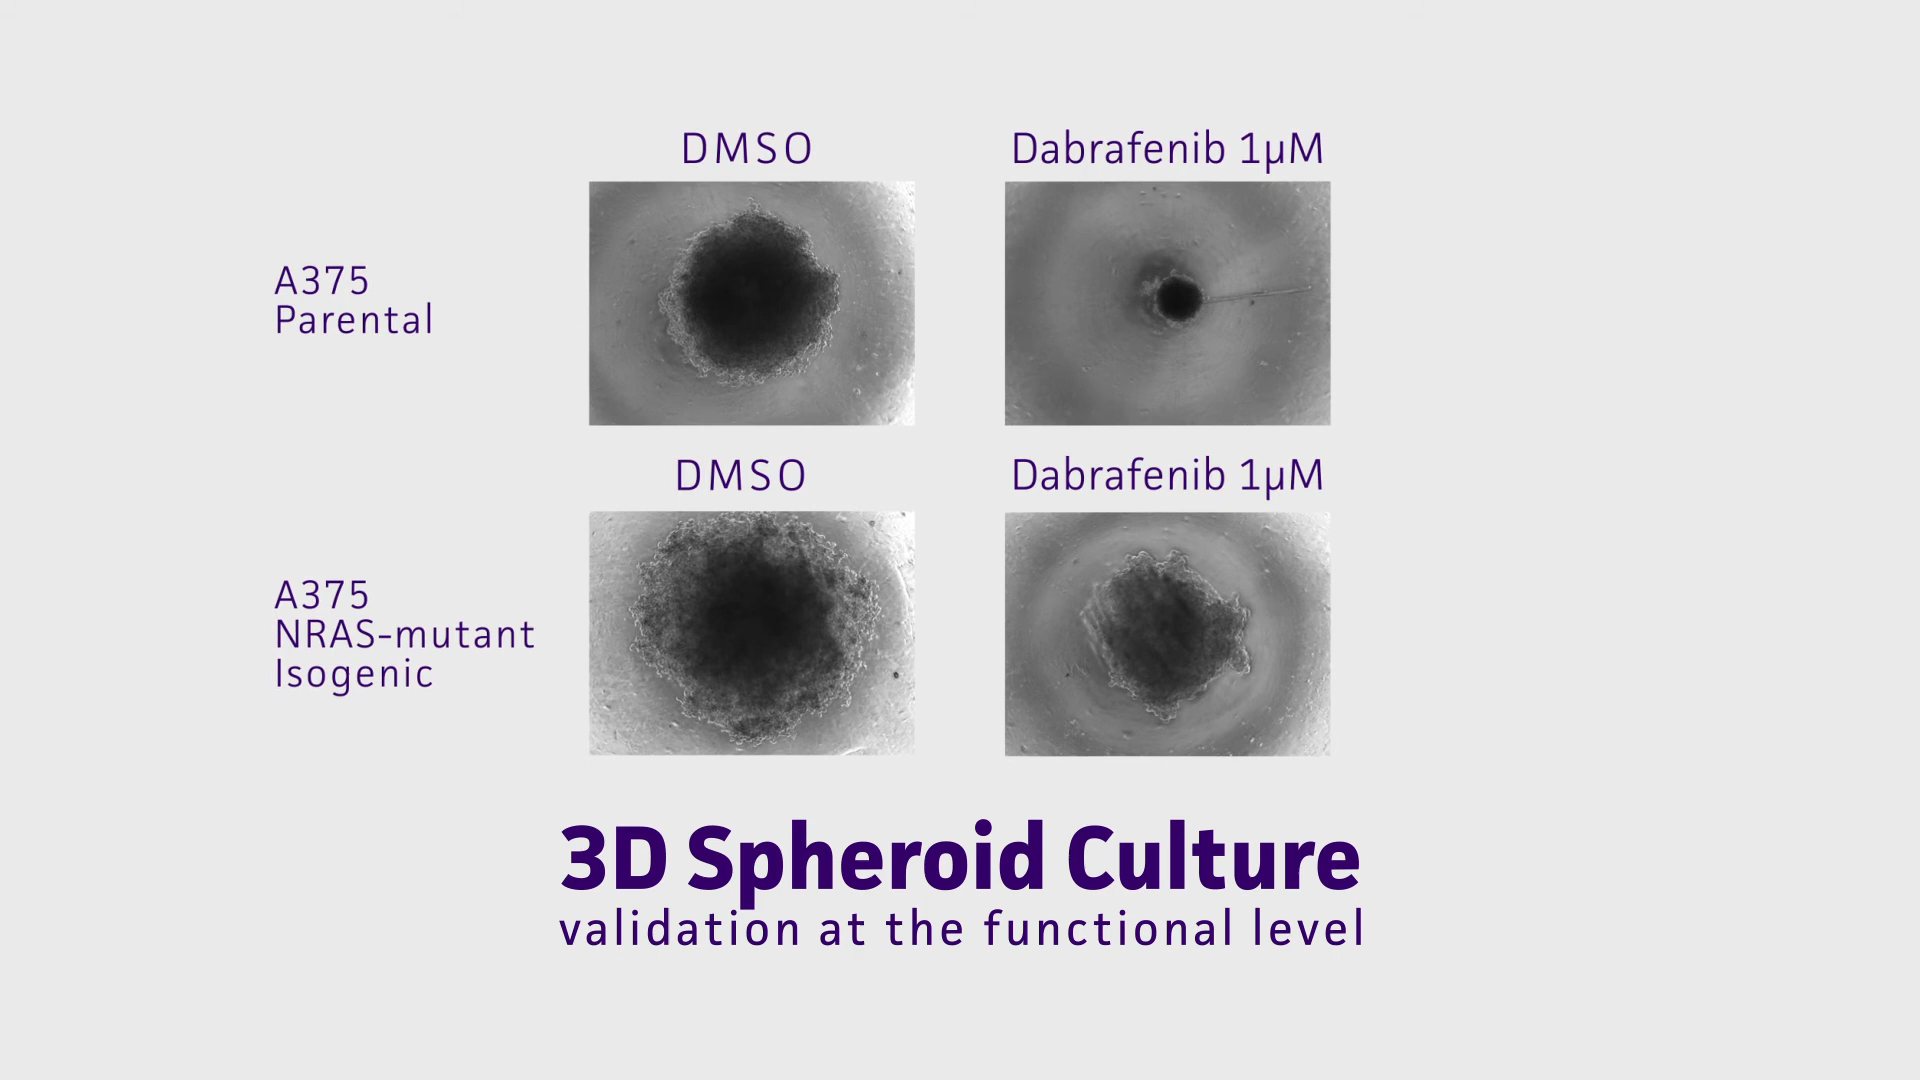 DMSO
Dabrafenib 1µM
A375
Parental
DMSO
Dabrafenib 1µM
A375
NRAS-mutant
Isogenic
3D Spheroid Culture
validation at the functional level